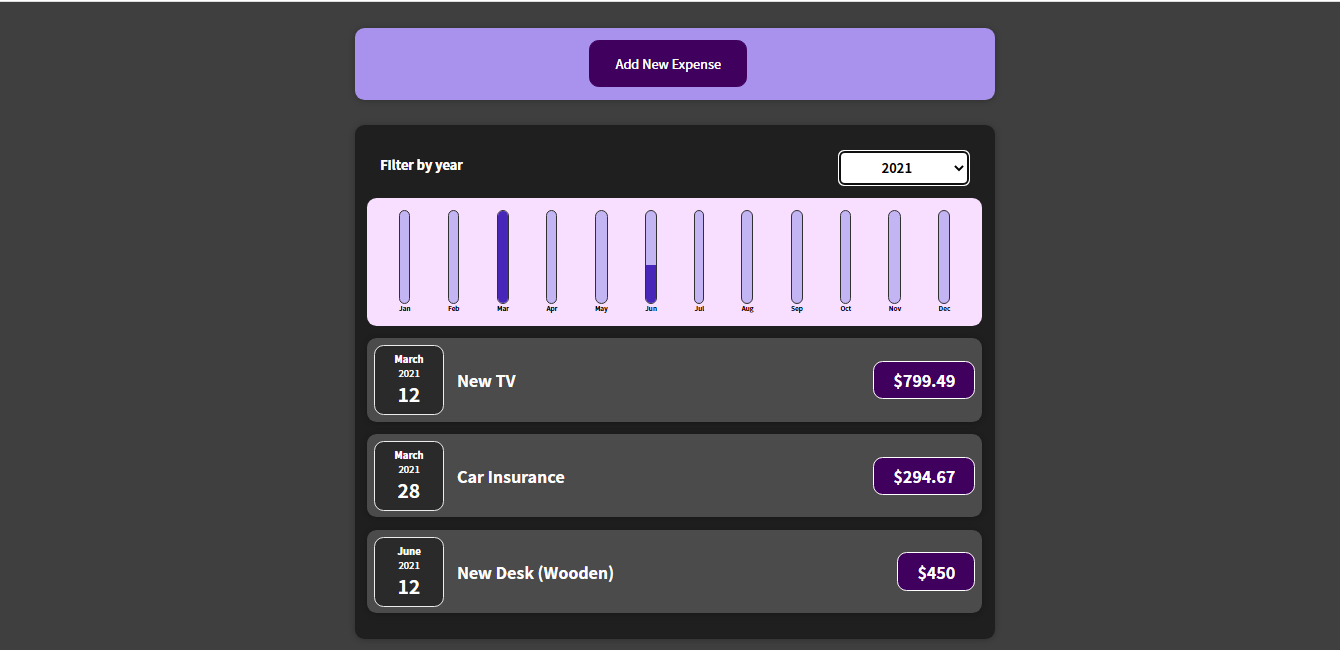 Add New Expense
Filter by year
2021
Jan Feb Mar Apr May Jun Jul Aug Sep Oct Nov Dec
March
2021
12
New TV
$799.49
March
2021
28
Car Insurance
$294.67
June
2021
12
New Desk (Wooden)
$450